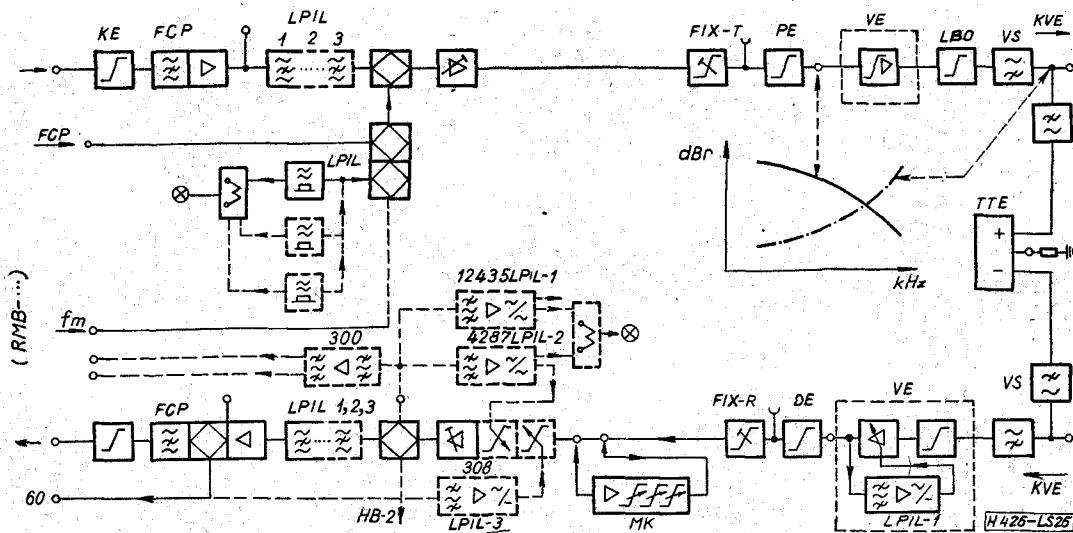 KE
FCP
LPIL
1 2 3
FIX-T
PE
VE
LBO
VS
KVE
FCP
LPIL
dBr
kHz
TTE
+
−
(RMB-...)
fm
12435LPIL-1
4287LPIL-2
300
FCP
LPIL 1,2,3
308
LPIL-3
60
HB-2
MK
FIX-R
DE
VE
LPIL-1
VS
KVE
H426-LS26